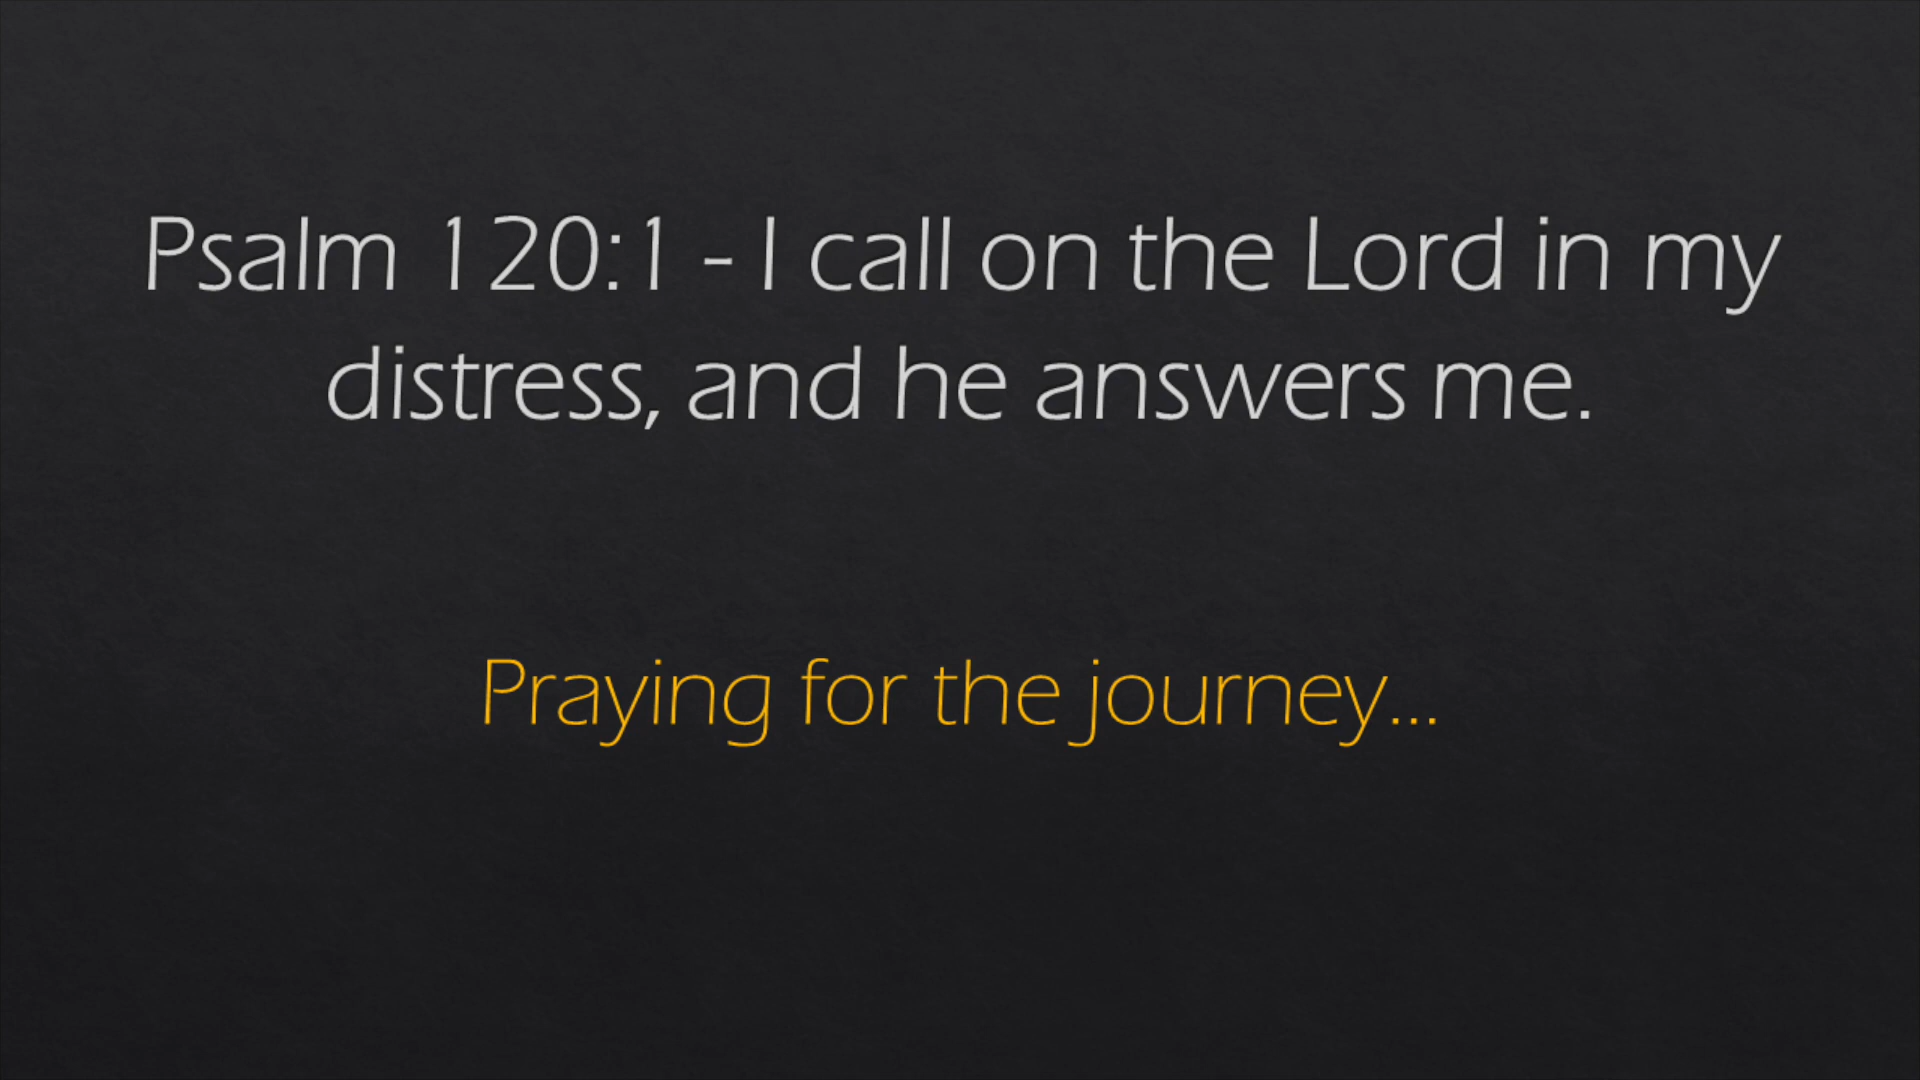 Psalm 120:1 - I call on the Lord in my
distress, and he answers me.
Praying for the journey...